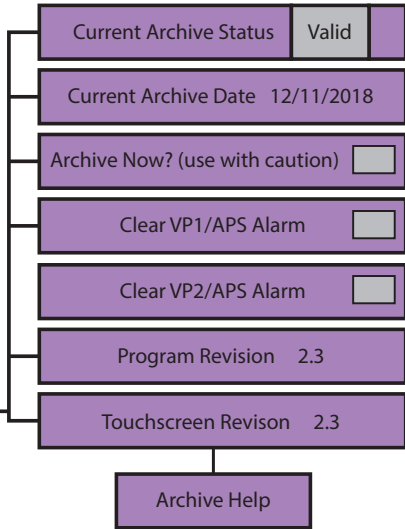 Current Archive Status Valid
Current Archive Date 12/11/2018
Archive Now? (use with caution)
Clear VP1/APS Alarm
Clear VP2/APS Alarm
Program Revision 2.3
Touchscreen Revison 2.3
Archive Help